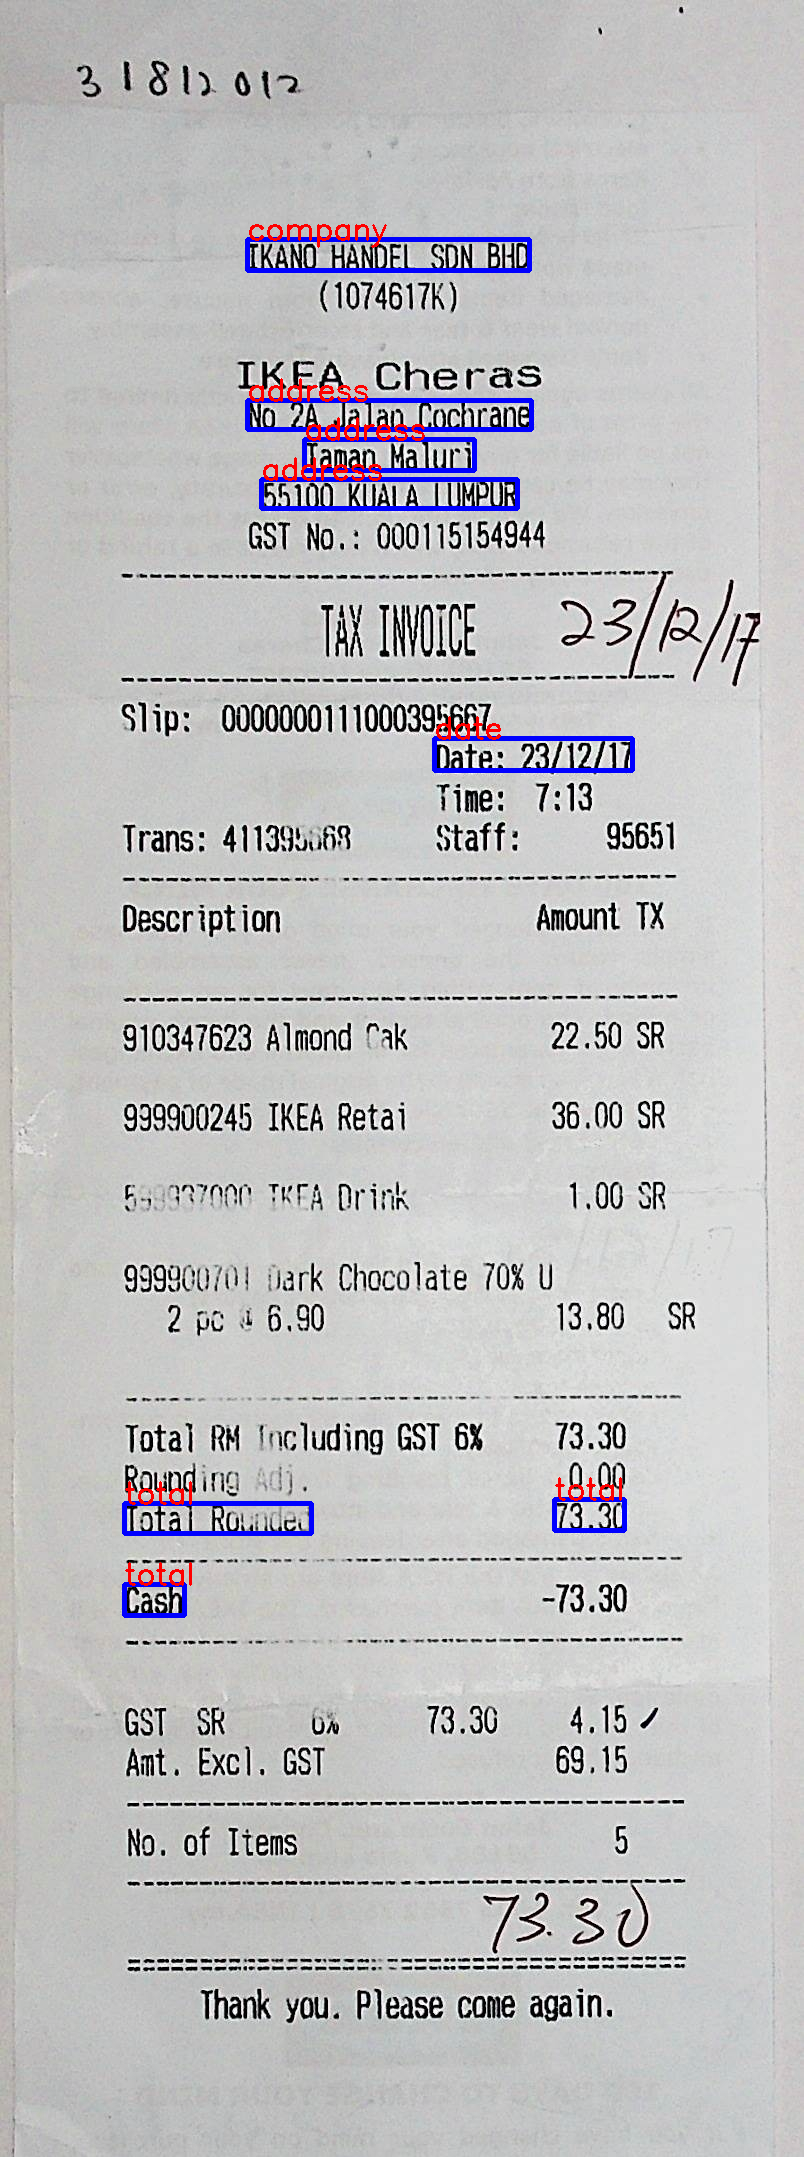 31812012
company
IKANO HANDEL SDN BHD
(1074617K)
IKEA Cheras
address
No 2A Jalan Cochrane
address
Taman Maluri
address
55100 KUALA LUMPUR
GST No.: 000115154944
TAX INVOICE 23/12/17
Slip: 0000000111000395667
date
Date: 23/12/17
Time: 7:13
Trans: 411395668 Staff: 95651
Description Amount TX
910347623 Almond Cak 22.50 SR
999900245 IKEA Retai 36.00 SR
599937000 IKEA Drink 1.00 SR
999900701 Dark Chocolate 70% U
2 pc @ 6.90 13.80 SR
Total RM Including GST 6% 73.30
Rounding Adj. 0.00
total total
Total Rounded 73.30
total
Cash -73.30
GST SR 6% 73.30 4.15 ✓
Amt. Excl. GST 69.15
No. of Items 5
73.30
Thank you. Please come again.